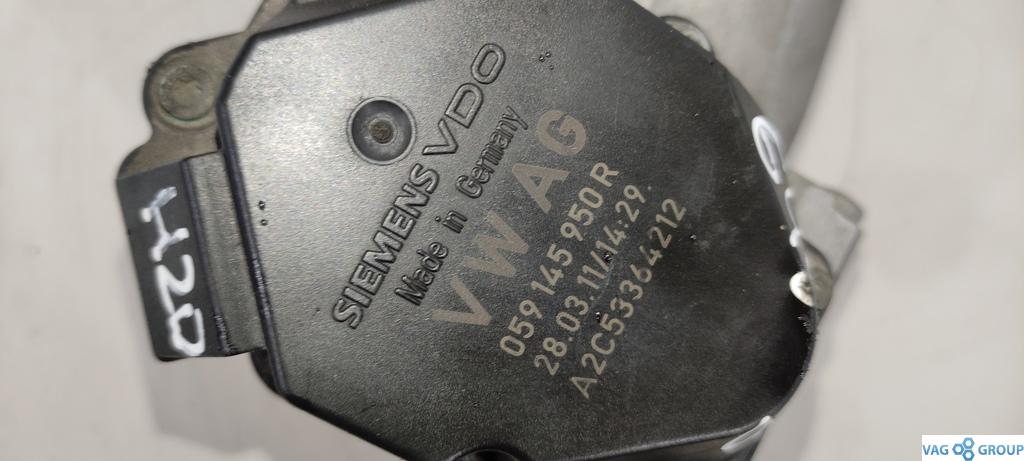 SIEMENS VDO
Made in Germany
VW AG
059 145 950 R
28.03.11/14:29
A2C53364212
H20
VAG GROUP